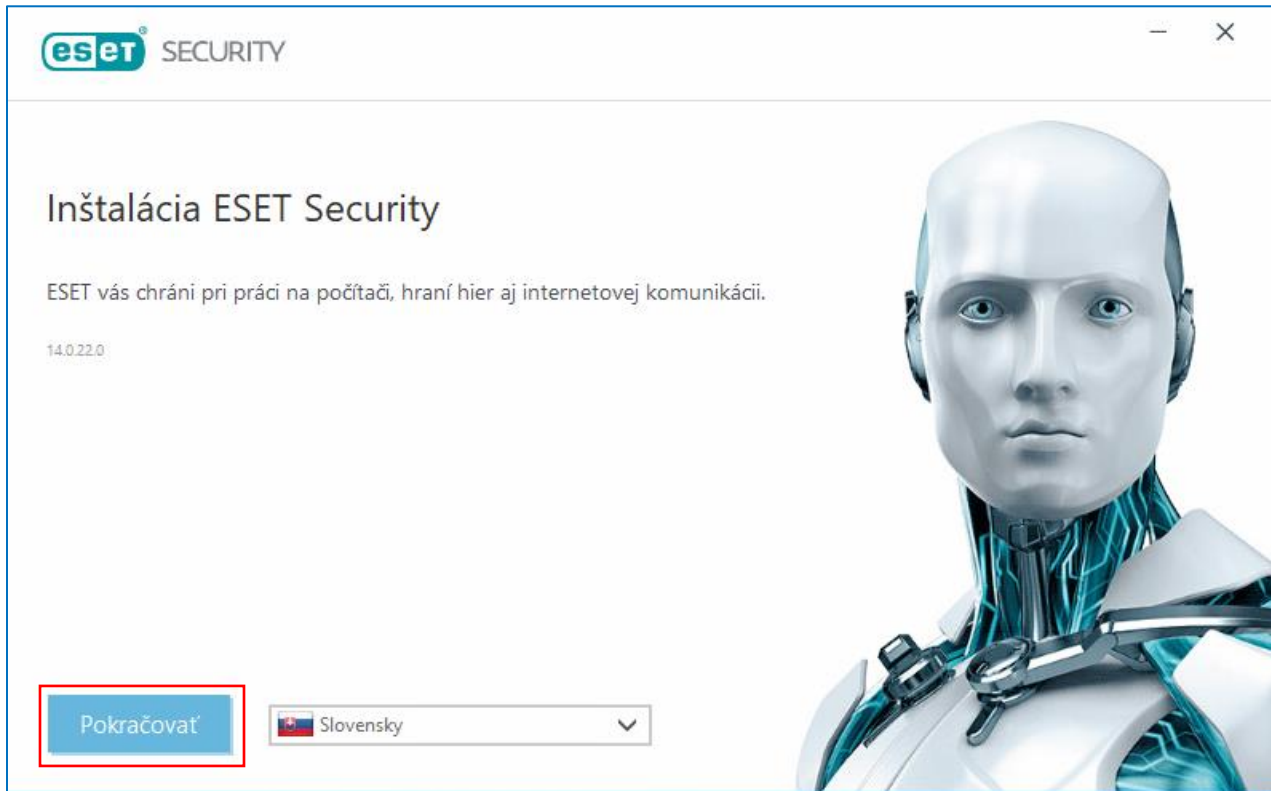 eset® SECURITY
Inštalácia ESET Security
ESET vás chráni pri práci na počítači, hraní hier aj internetovej komunikácii.
14.0.22.0
Pokračovať
Slovensky